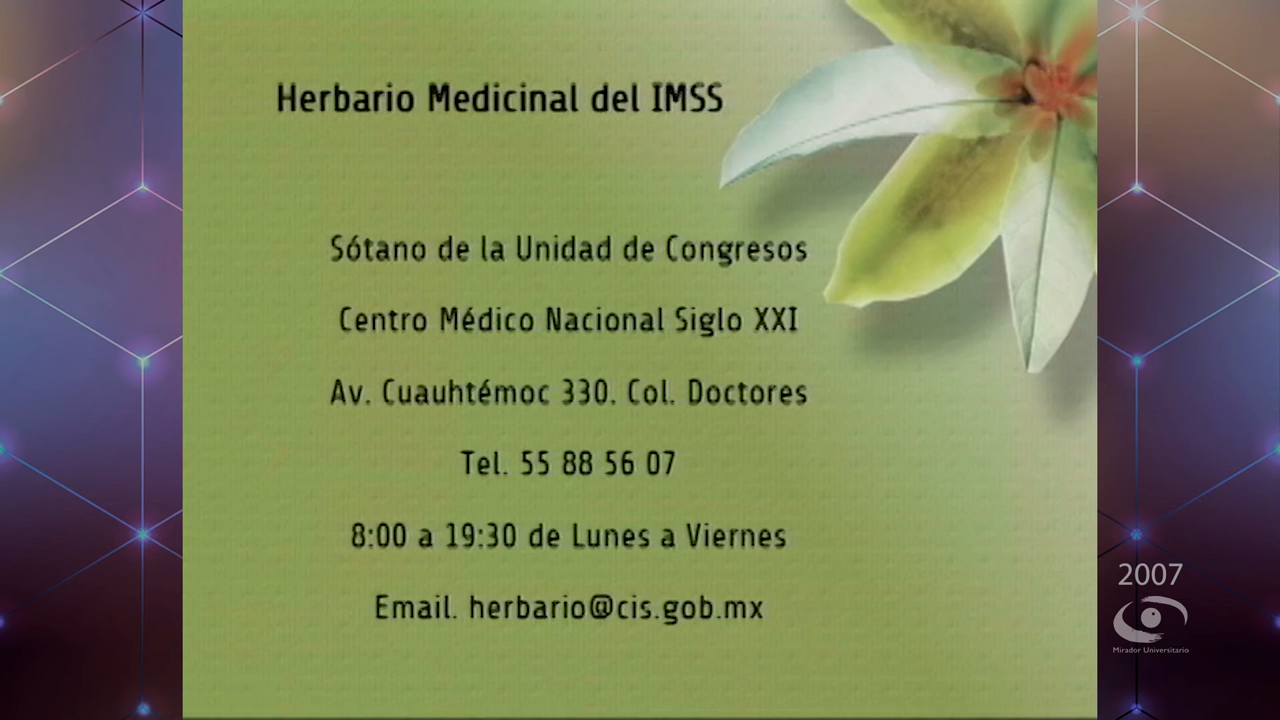 Herbario Medicinal del IMSS
Sótano de la Unidad de Congresos
Centro Médico Nacional Siglo XXI
Av. Cuauhtémoc 330. Col. Doctores
Tel. 55 88 56 07
8:00 a 19:30 de Lunes a Viernes
Email. herbario@cis.gob.mx
2007
Mirador Universitario